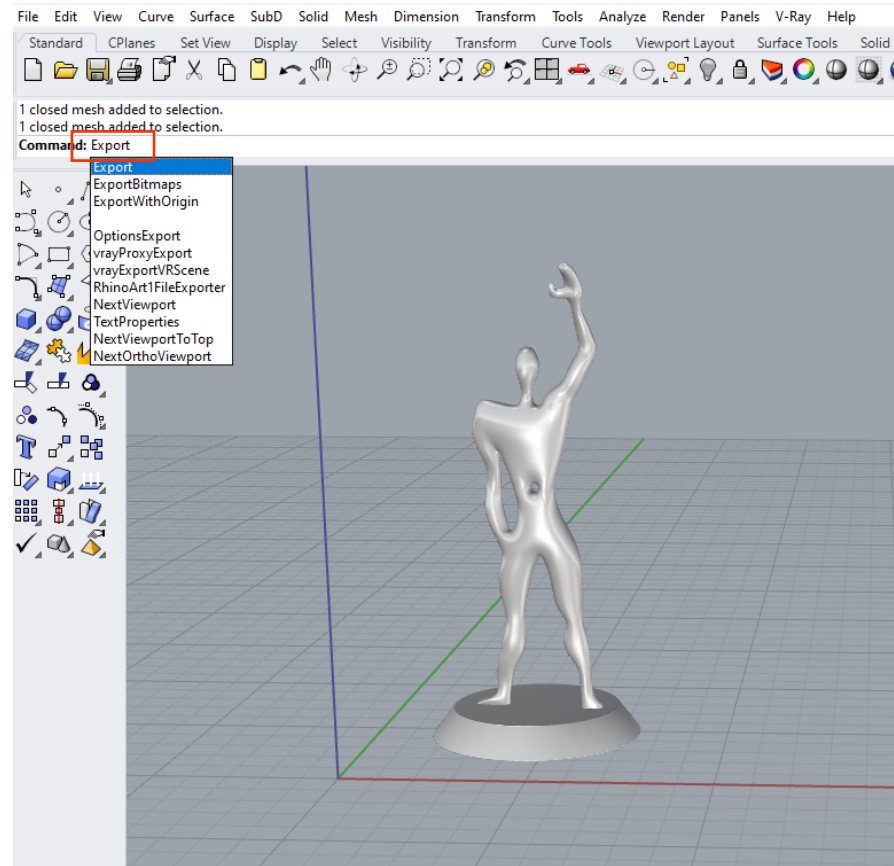 File Edit View Curve Surface SubD Solid Mesh Dimension Transform Tools Analyze Render Panels V-Ray Help
Standard CPlanes Set View Display Select Visibility Transform Curve Tools Viewport Layout Surface Tools Solid
1 closed mesh added to selection.
1 closed mesh added to selection.
Command: Export
Export
ExportBitmaps
ExportWithOrigin
OptionsExport
vrayProxyExport
vrayExportVRScene
RhinoArt1FileExporter
NextViewport
TextProperties
NextViewportToTop
NextOrthoViewport